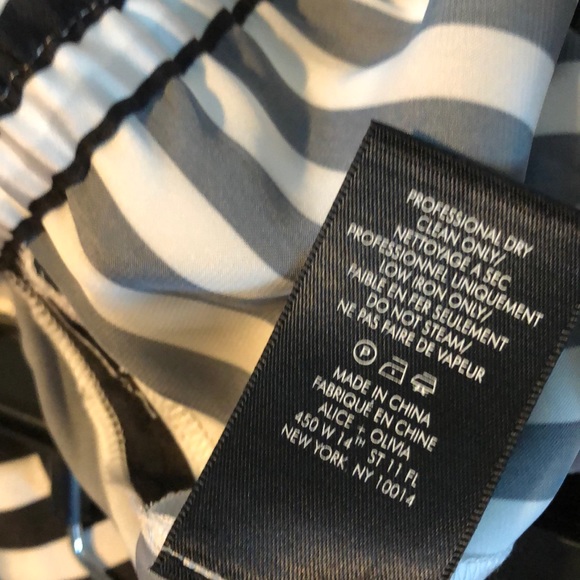 PROFESSIONAL DRY
CLEAN ONLY/
NETTOYAGE A SEC
PROFESSIONNEL UNIQUEMENT
LOW IRON ONLY/
FAIBLE EN FER SEULEMENT
DO NOT STEAM/
NE PAS FAIRE DE VAPEUR
P
MADE IN CHINA
FABRIQUÉ EN CHINE
ALICE + OLIVIA
450 W 14TH ST 11 FL
NEW YORK, NY 10014